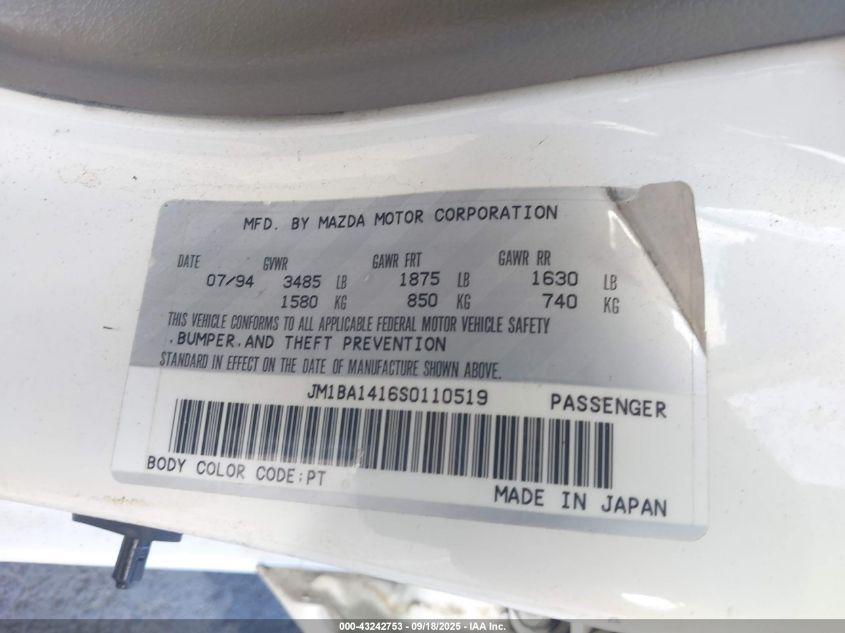 MFD. BY MAZDA MOTOR CORPORATION
DATE GVWR GAWR FRT GAWR RR
07/94 3485 LB 1875 LB 1630 LB
1580 KG 850 KG 740 KG
THIS VEHICLE CONFORMS TO ALL APPLICABLE FEDERAL MOTOR VEHICLE SAFETY
,BUMPER,AND THEFT PREVENTION
STANDARD IN EFFECT ON THE DATE OF MANUFACTURE SHOWN ABOVE.
JM1BA1416S0110519 PASSENGER
BODY COLOR CODE:PT
MADE IN JAPAN
000-43242753 - 09/18/2025 - IAA Inc.